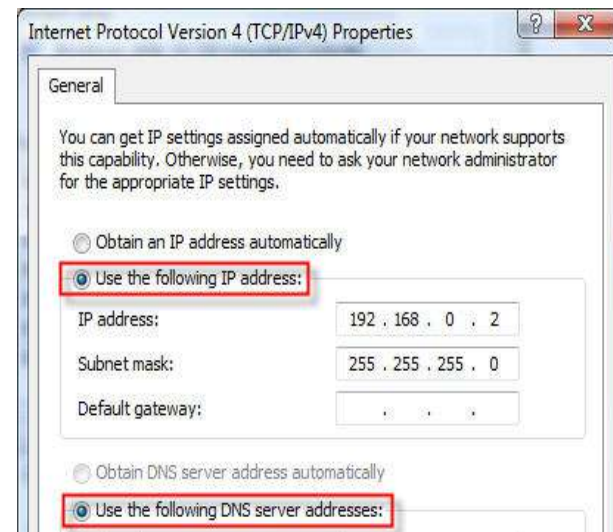 Internet Protocol Version 4 (TCP/IPv4) Properties
? X
General
You can get IP settings assigned automatically if your network supports
this capability. Otherwise, you need to ask your network administrator
for the appropriate IP settings.
Obtain an IP address automatically
Use the following IP address:
IP address: 192 . 168 . 0 . 2
Subnet mask: 255 . 255 . 255 . 0
Default gateway: . . .
Obtain DNS server address automatically
Use the following DNS server addresses: